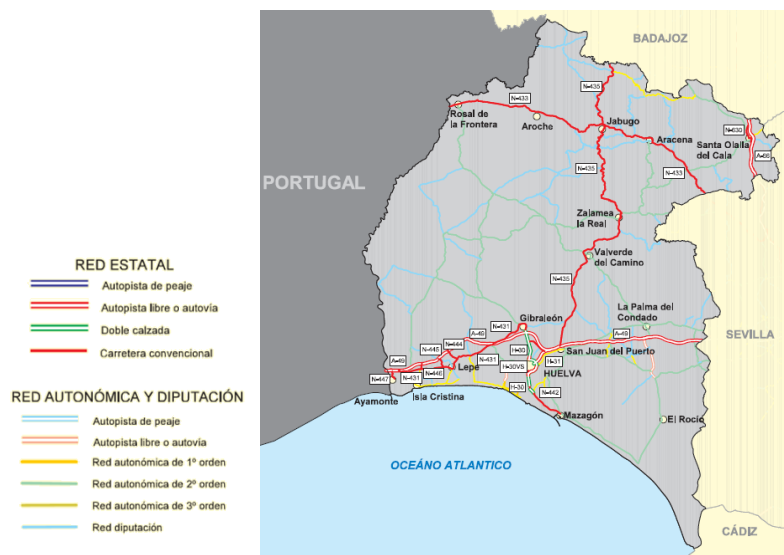 BADAJOZ
N-435
N-433
Rosal de
la Frontera
Aroche
Jabugo
N-630
Aracena
Santa Olalla
del Cala
A-66
N-435
N-433
PORTUGAL
Zalamea
la Real
Valverde
del Camino
N-435
La Palma del
Condado
Gibraleón
N-431
A-49
A-49
N-444
N-445
H-30
SEVILLA
San Juan del Puerto
A-49
N-431
H-30VS
H-31
HUELVA
N-447
N-431
N-446
Lepe
H-30
N-442
Ayamonte
Isla Cristina
Mazagón
El Rocío
OCEÁNO ATLANTICO
CÁDIZ
RED ESTATAL
Autopista de peaje
Autopista libre o autovía
Doble calzada
Carretera convencional
RED AUTONÓMICA Y DIPUTACIÓN
Autopista de peaje
Autopista libre o autovía
Red autonómica de 1º orden
Red autonómica de 2º orden
Red autonómica de 3º orden
Red diputación